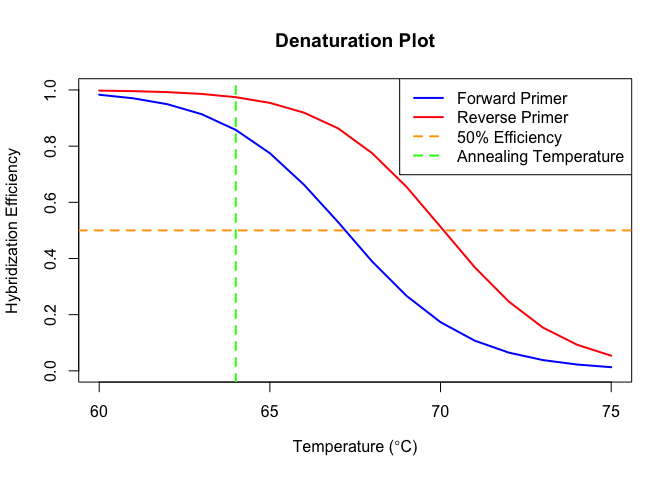 Denaturation Plot
Forward Primer
Reverse Primer
50% Efficiency
Annealing Temperature
Hybridization Efficiency
1.0
0.8
0.6
0.4
0.2
0.0
60
65
70
75
Temperature (°C)